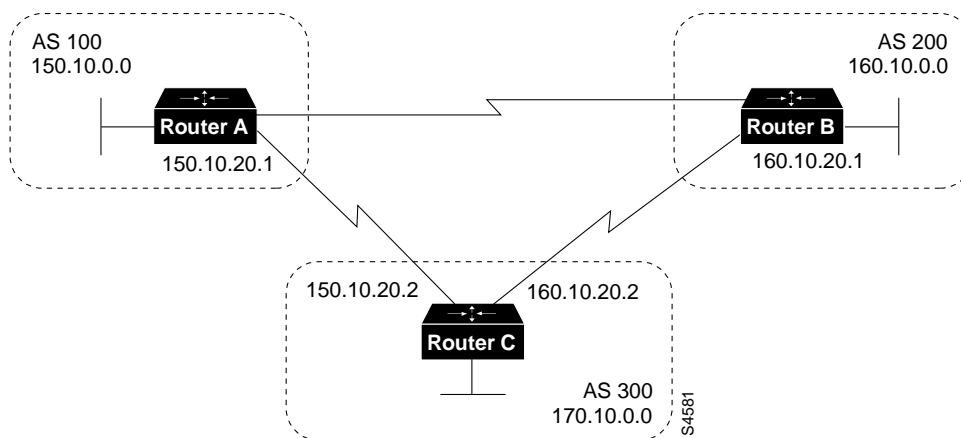 AS 100
150.10.0.0
AS 200
160.10.0.0
Router A
Router B
150.10.20.1
160.10.20.1
150.10.20.2
160.10.20.2
Router C
AS 300
170.10.0.0
S4581